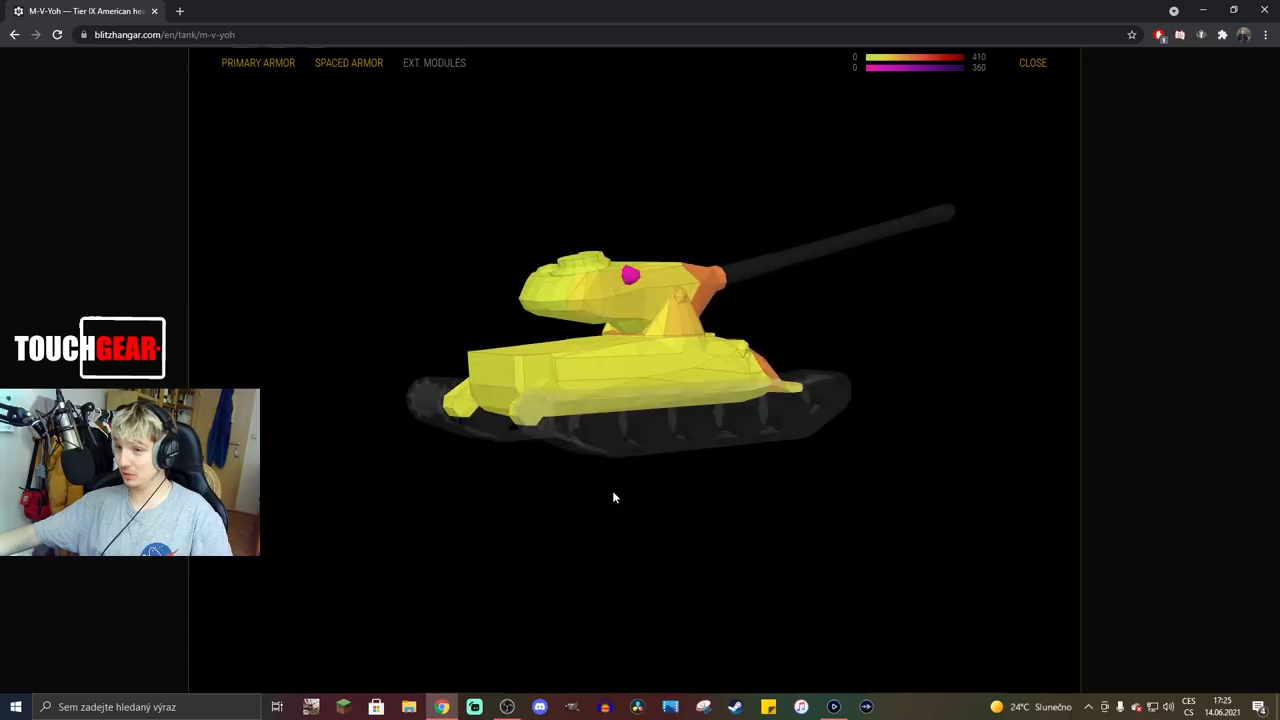 M-V-Yoh — Tier IX American hea
blitzhangar.com/en/tank/m-v-yoh
PRIMARY ARMOR SPACED ARMOR EXT. MODULES
0 410
0 360
CLOSE
TOUCHGEAR
Sem zadejte hledaný výraz
24°C Slunečno
CES
CS
17:25
14.06.2021